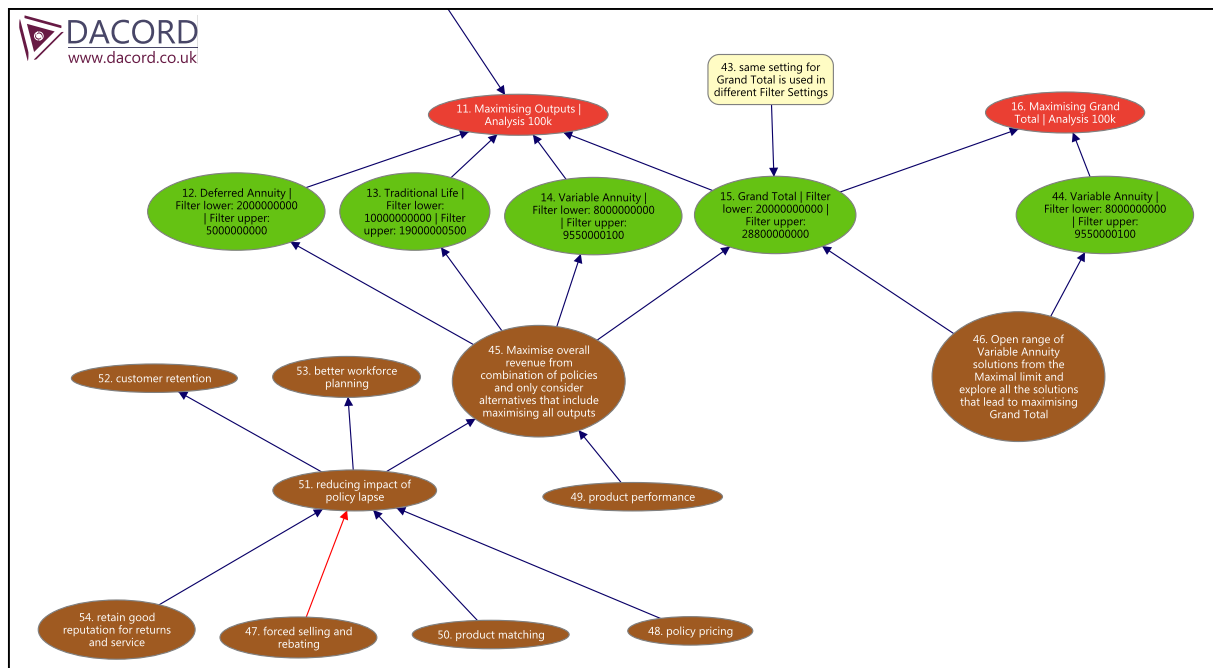 DACORD
www.dacord.co.uk
43. same setting for
Grand Total is used in
different Filter Settings
11. Maximising Outputs |
Analysis 100k
16. Maximising Grand
Total | Analysis 100k
12. Deferred Annuity |
Filter lower: 2000000000
| Filter upper:
5000000000
13. Traditional Life |
Filter lower:
10000000000 | Filter
upper: 19000000500
14. Variable Annuity |
Filter lower: 8000000000
| Filter upper:
9550000100
15. Grand Total | Filter
lower: 20000000000 |
Filter upper:
28800000000
44. Variable Annuity |
Filter lower: 8000000000
| Filter upper:
9550000100
45. Maximise overall
revenue from
combination of policies
and only consider
alternatives that include
maximising all outputs
46. Open range of
Variable Annuity
solutions from the
Maximal limit and
explore all the solutions
that lead to maximising
Grand Total
52. customer retention
53. better workforce
planning
51. reducing impact of
policy lapse
49. product performance
54. retain good
reputation for returns
and service
47. forced selling and
rebating
50. product matching
48. policy pricing